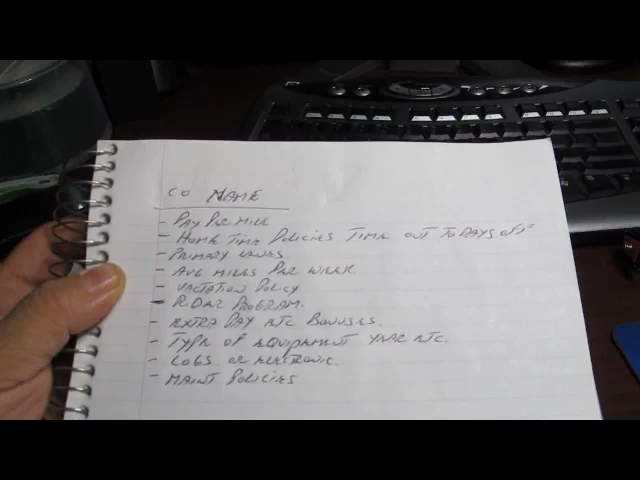 CO NAME
- PAY PER MILE
- HOME TIME POLICIES TIME OUT TO DAYS OFF
- PRIMARY LANES
- AVG MILES PER WEEK.
- VACTATION POLICY
- RIDER PROGRAM.
- EXTRA PAY ETC BONUSES.
- TYPE OF EQUIPMENT YEAR ETC.
- LOGS OR ELECTRONIC.
- MAINT POLICIES